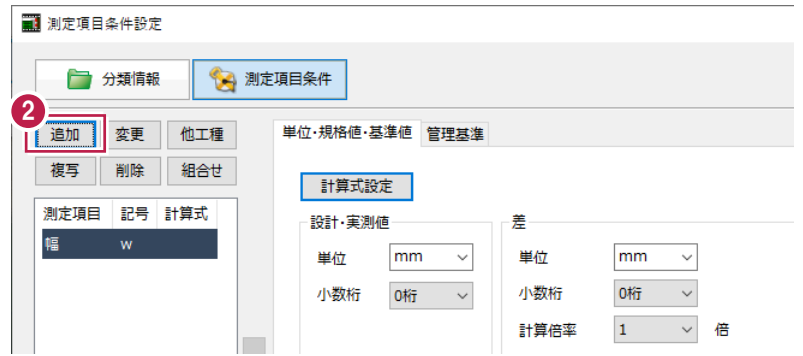 測定項目条件設定
分類情報 測定項目条件
2
追加 変更 他工種 単位・規格値・基準値 管理基準
複写 削除 組合せ
計算式設定
測定項目 記号 計算式
幅 w
設計・実測値 差
単位 mm 単位 mm
小数桁 0桁 小数桁 0桁
計算倍率 1 倍